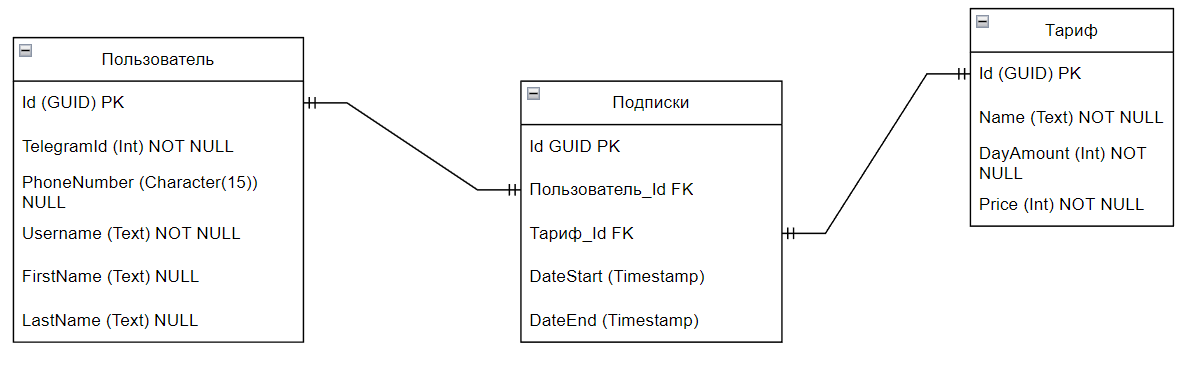 Пользователь
Id (GUID) PK
TelegramId (Int) NOT NULL
PhoneNumber (Character(15))
NULL
Username (Text) NOT NULL
FirstName (Text) NULL
LastName (Text) NULL
Подписки
Id GUID PK
Пользователь_Id FK
Тариф_Id FK
DateStart (Timestamp)
DateEnd (Timestamp)
Тариф
Id (GUID) PK
Name (Text) NOT NULL
DayAmount (Int) NOT
NULL
Price (Int) NOT NULL